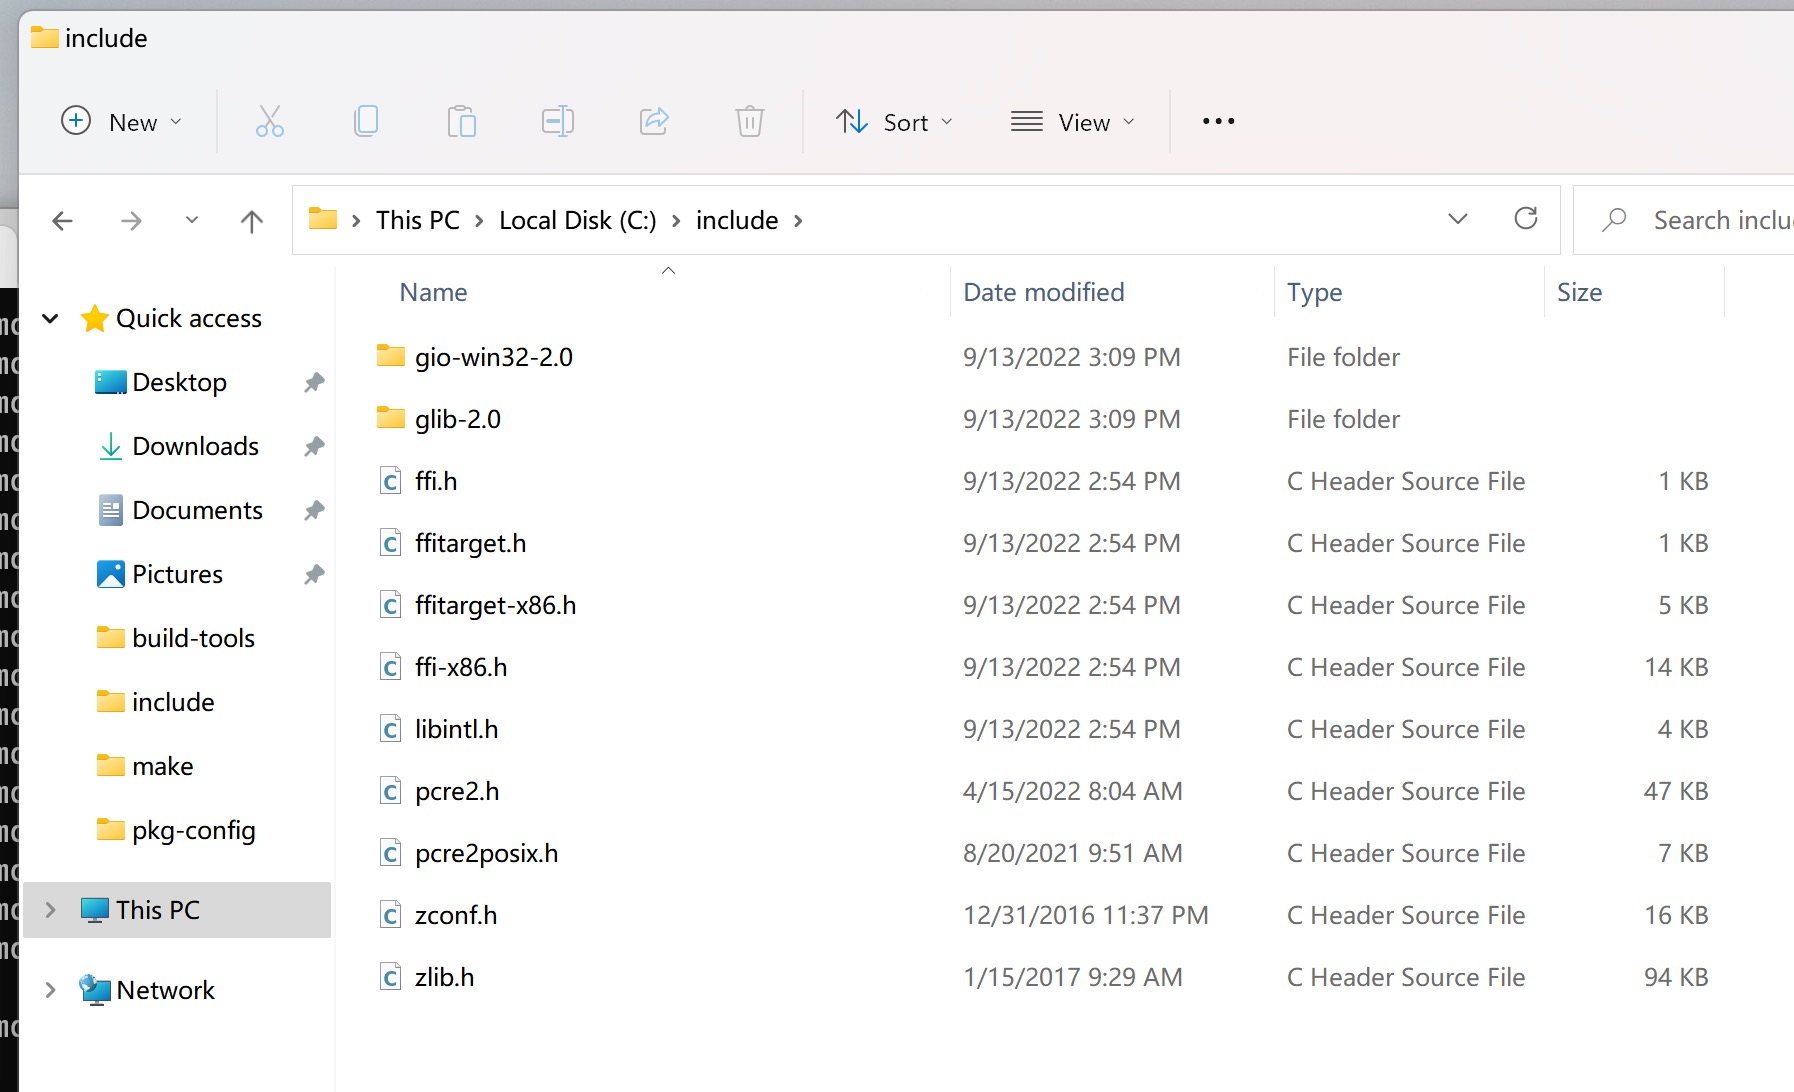 include
New
Sort
View
This PC
Local Disk (C:)
include
Search inclu
Name
Date modified
Type
Size
Quick access
Desktop
Downloads
Documents
Pictures
build-tools
include
make
pkg-config
This PC
Network
gio-win32-2.0 9/13/2022 3:09 PM File folder
glib-2.0 9/13/2022 3:09 PM File folder
ffi.h 9/13/2022 2:54 PM C Header Source File 1 KB
ffitarget.h 9/13/2022 2:54 PM C Header Source File 1 KB
ffitarget-x86.h 9/13/2022 2:54 PM C Header Source File 5 KB
ffi-x86.h 9/13/2022 2:54 PM C Header Source File 14 KB
libintl.h 9/13/2022 2:54 PM C Header Source File 4 KB
pcre2.h 4/15/2022 8:04 AM C Header Source File 47 KB
pcre2posix.h 8/20/2021 9:51 AM C Header Source File 7 KB
zconf.h 12/31/2016 11:37 PM C Header Source File 16 KB
zlib.h 1/15/2017 9:29 AM C Header Source File 94 KB